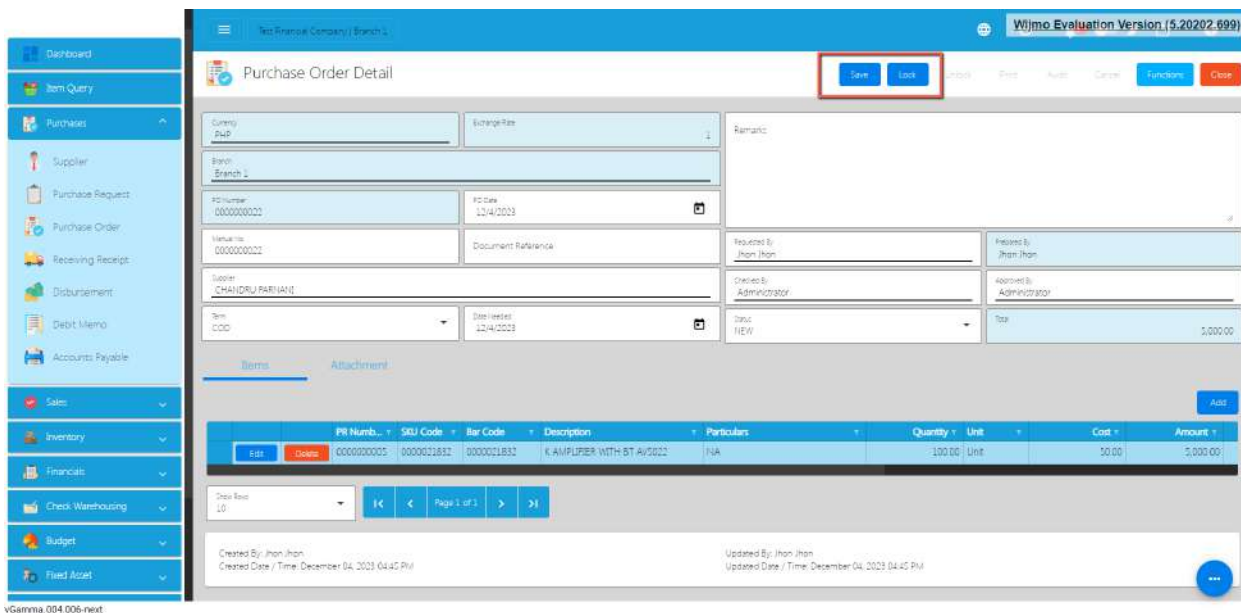 Test Financial Company | Branch 1
Wijmo Evaluation Version (5.20202.699)
Dashboard
Item Query
Purchases
Supplier
Purchase Request
Purchase Order
Receiving Receipt
Disbursement
Debit Memo
Accounts Payable
Sales
Inventory
Financials
Check Warehousing
Budget
Fixed Asset
Purchase Order Detail
Save Lock Print Audit Cancel Functions Close
Currency
PHP
Exchange Rate
1
Remarks
Branch
Branch 1
PO Number
0000000022
PO Date
12/4/2023
Manual No.
0000000022
Document Reference
Requested By
Jhon Jhon
Prepared By
Jhon Jhon
Supplier
CHANDRU PARNANI
Checked By
Administrator
Approved By
Administrator
Term
COD
Date Needed
12/4/2023
Status
NEW
Total
5,000.00
Items Attachment
Add
PR Numb... SKU Code Bar Code Description Particulars Quantity Unit Cost Amount
Edit Delete 0000000005 0000021832 0000021832 K AMPLIFIER WITH BT AV5022 NA 100.00 Unit 50.00 5,000.00
Show Rows
10
Page 1 of 1
Created By: Jhon Jhon
Created Date / Time: December 04, 2023 04:45 PM
Updated By: Jhon Jhon
Updated Date / Time: December 04, 2023 04:45 PM
vGamma.004.006-next